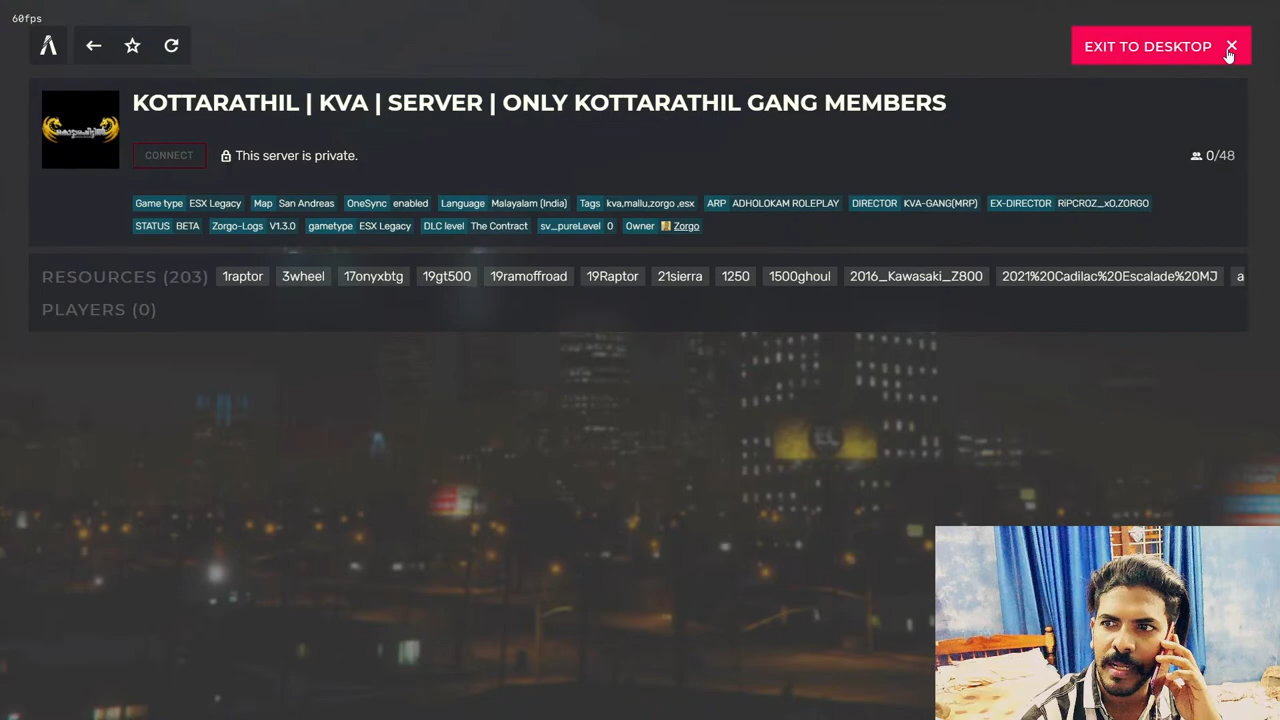 60fps
EXIT TO DESKTOP
KOTTARATHIL | KVA | SERVER | ONLY KOTTARATHIL GANG MEMBERS
CONNECT
This server is private.
0/48
Game type ESX Legacy Map San Andreas OneSync enabled Language Malayalam (India) Tags kva,mallu,zorgo ,esx ARP ADHOLOKAM ROLEPLAY DIRECTOR KVA-GANG(MRP) EX-DIRECTOR RiPCROZ_xO,ZORGO
STATUS BETA Zorgo-Logs V1.3.0 gametype ESX Legacy DLC level The Contract sv_pureLevel 0 Owner Zorgo
RESOURCES (203) 1raptor 3wheel 17onyxbtg 19gt500 19ramoffroad 19Raptor 21sierra 1250 1500ghoul 2016_Kawasaki_Z800 2021%20Cadilac%20Escalade%20MJ a
PLAYERS (0)